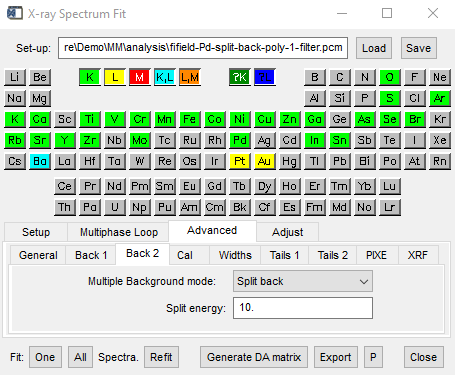 X-ray Spectrum Fit
Set-up: re\Demo\MM\analysis\fifield-Pd-split-back-poly-1-filter.pcm Load Save
Li Be K L M K,L L,M ?K ?L B C N O F Ne
Na Mg Al Si P S Cl Ar
K Ca Sc Ti V Cr Mn Fe Co Ni Cu Zn Ga Ge As Se Br Kr
Rb Sr Y Zr Nb Mo Tc Ru Rh Pd Ag Cd In Sn Sb Te I Xe
Cs Ba La Hf Ta W Re Os Ir Pt Au Hg Tl Pb Bi Po At Rn
Ce Pr Nd Pm Sm Eu Gd Tb Dy Ho Er Tm Yb Lu
Th Pa U Np Pu Am Cm Bk Cf Es Fm Md No Lr
Setup Multiphase Loop Advanced Adjust
General Back 1 Back 2 Cal Widths Tails 1 Tails 2 PIXE XRF
Multiple Background mode: Split back
Split energy: 10.
Fit: One All Spectra. Refit Generate DA matrix Export P Close